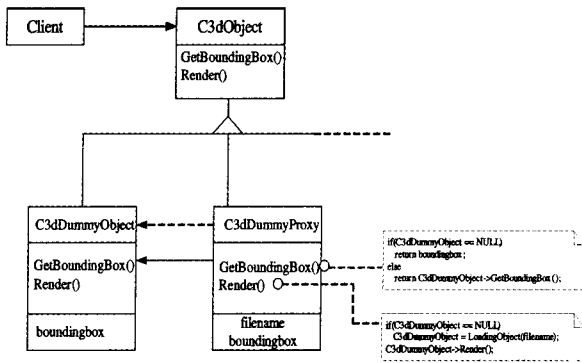 Client
C3dObject
GetBoundingBox()
Render()
C3dDummyObject
GetBoundingBox()
Render()
boundingbox
C3dDummyProxy
GetBoundingBox()
Render()
filename
boundingbox
if(C3dDummyObject == NULL)
return boundingbox;
else
return C3dDummyObject->GetBoundingBox();
if(C3dDummyObject == NULL)
C3dDummyObject = LoadingObject(filename);
C3dDummyObject->Render();